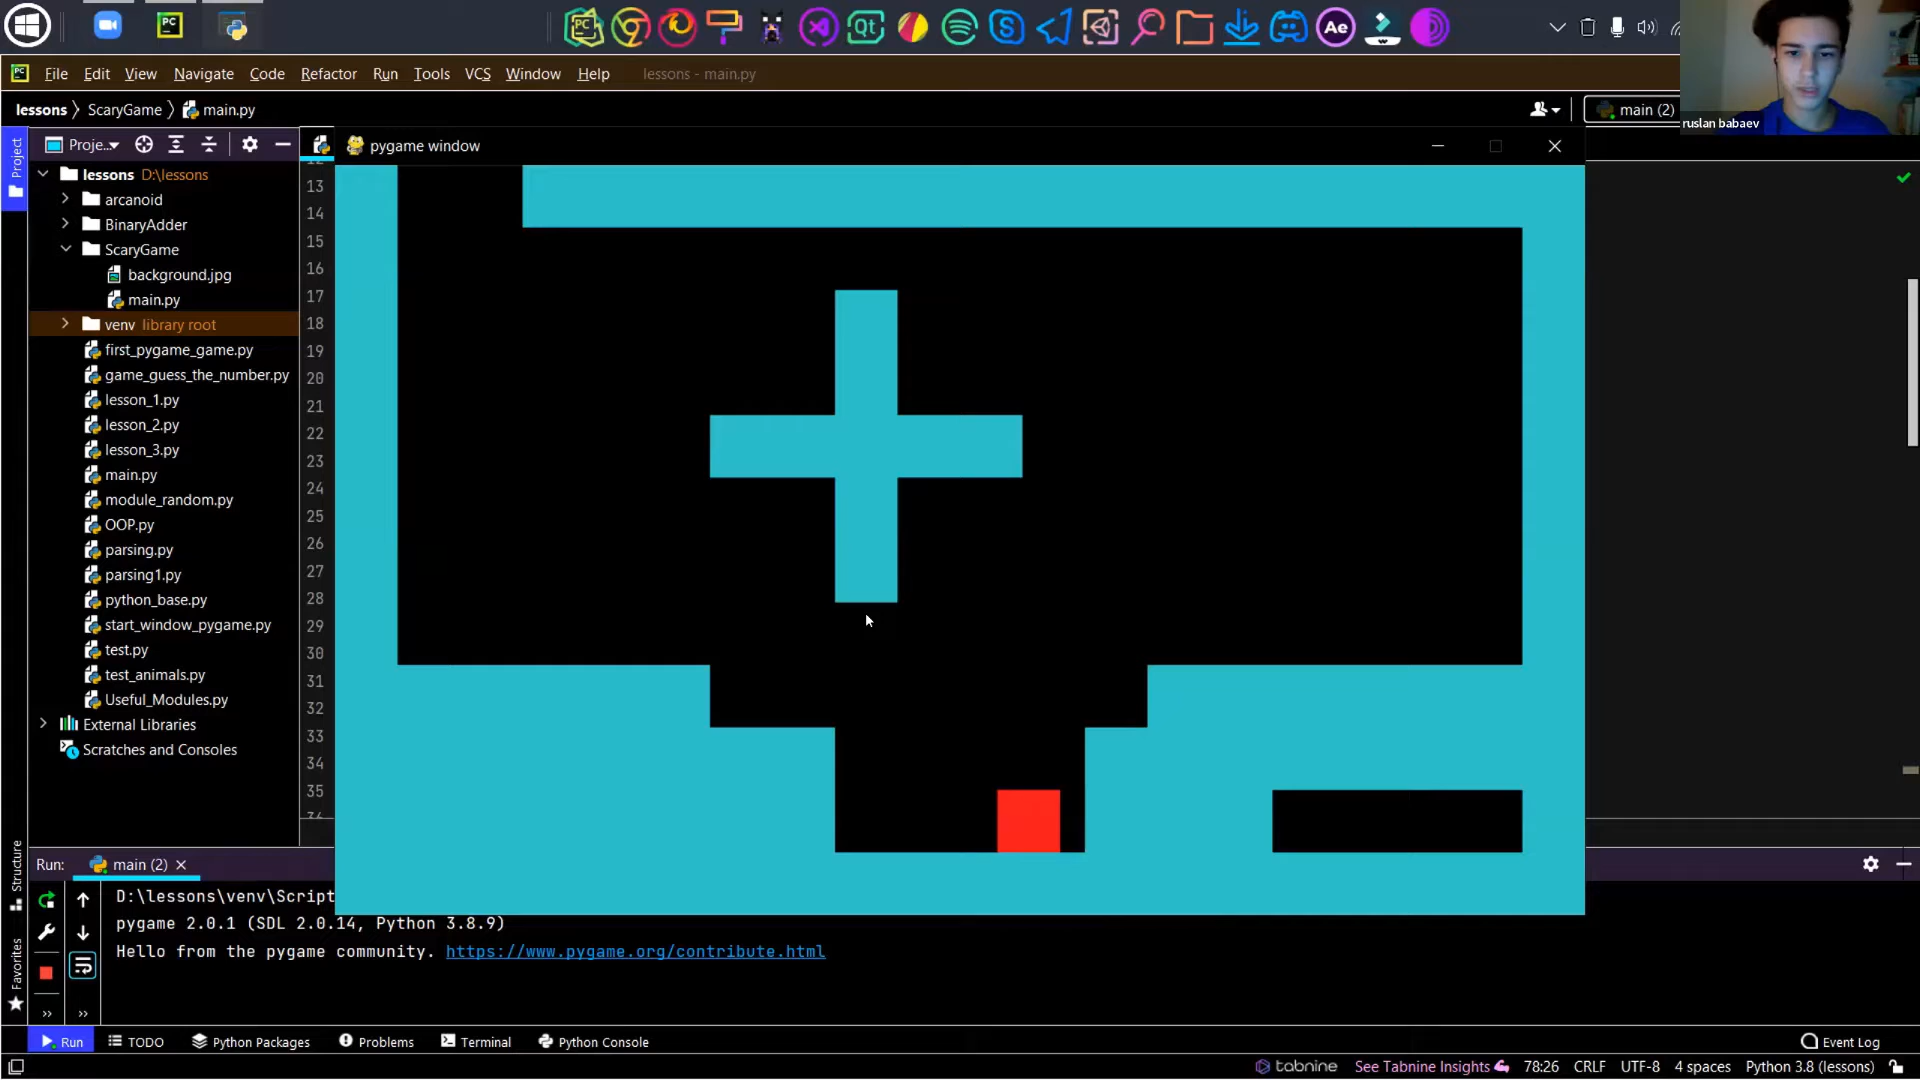 PC
Qt
Ae
PC
File Edit View Navigate Code Refactor Run Tools VCS Window Help lessons - main.py
lessons ScaryGame main.py
main (2)
ruslan babaev
Project
Proje...
pygame window
lessons D:\lessons
arcanoid
BinaryAdder
ScaryGame
background.jpg
main.py
venv library root
first_pygame_game.py
game_guess_the_number.py
lesson_1.py
lesson_2.py
lesson_3.py
main.py
module_random.py
OOP.py
parsing.py
parsing1.py
python_base.py
start_window_pygame.py
test.py
test_animals.py
Useful_Modules.py
External Libraries
Scratches and Consoles
13
14
15
16
17
18
19
20
21
22
23
24
25
26
27
28
29
30
31
32
33
34
35
Structure
Favorites
Run: main (2)
D:\lessons\venv\Script
pygame 2.0.1 (SDL 2.0.14, Python 3.8.9)
Hello from the pygame community. https://www.pygame.org/contribute.html
Run TODO Python Packages Problems Terminal Python Console Event Log
tabnine See Tabnine Insights 78:26 CRLF UTF-8 4 spaces Python 3.8 (lessons)